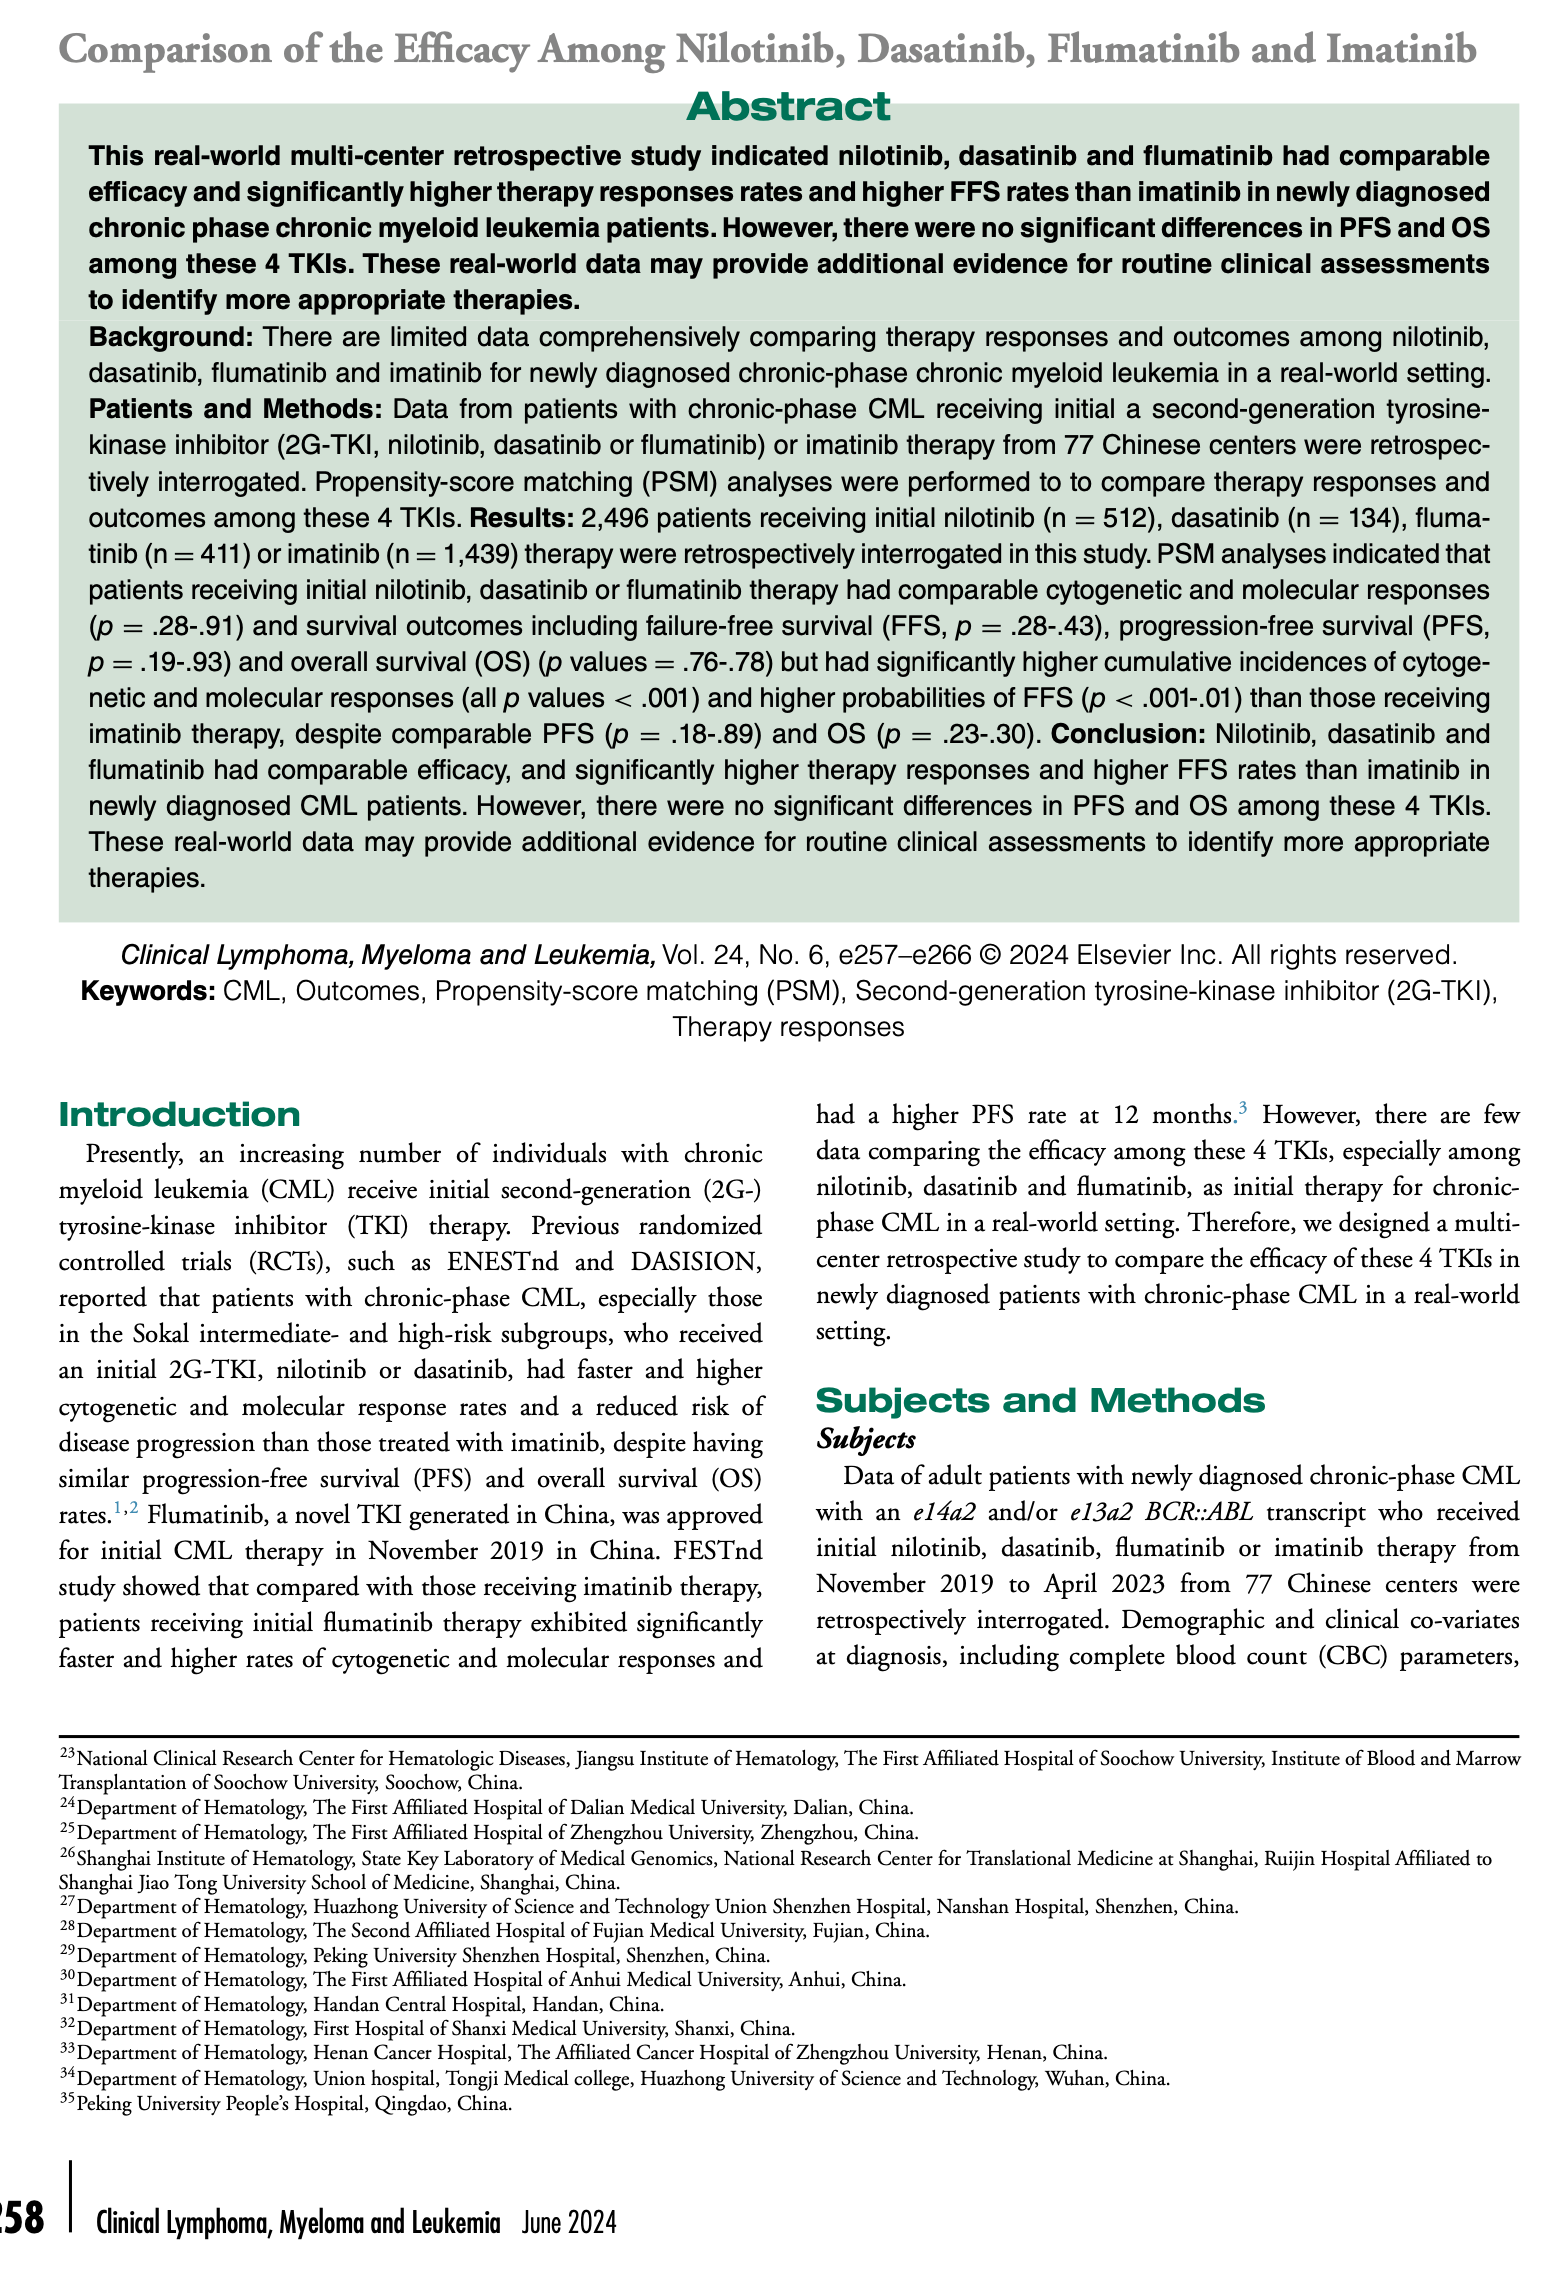 Comparison of the Efficacy Among Nilotinib, Dasatinib, Flumatinib and Imatinib
Abstract
This real-world multi-center retrospective study indicated nilotinib, dasatinib and flumatinib had comparable
efficacy and significantly higher therapy responses rates and higher FFS rates than imatinib in newly diagnosed
chronic phase chronic myeloid leukemia patients. However, there were no significant differences in PFS and OS
among these 4 TKIs. These real-world data may provide additional evidence for routine clinical assessments
to identify more appropriate therapies.
Background: There are limited data comprehensively comparing therapy responses and outcomes among nilotinib,
dasatinib, flumatinib and imatinib for newly diagnosed chronic-phase chronic myeloid leukemia in a real-world setting.
Patients and Methods: Data from patients with chronic-phase CML receiving initial a second-generation tyrosine-
kinase inhibitor (2G-TKI, nilotinib, dasatinib or flumatinib) or imatinib therapy from 77 Chinese centers were retrospec-
tively interrogated. Propensity-score matching (PSM) analyses were performed to to compare therapy responses and
outcomes among these 4 TKIs. Results: 2,496 patients receiving initial nilotinib (n = 512), dasatinib (n = 134), fluma-
tinib (n = 411) or imatinib (n = 1,439) therapy were retrospectively interrogated in this study. PSM analyses indicated that
patients receiving initial nilotinib, dasatinib or flumatinib therapy had comparable cytogenetic and molecular responses
(p = .28-.91) and survival outcomes including failure-free survival (FFS, p = .28-.43), progression-free survival (PFS,
p = .19-.93) and overall survival (OS) (p values = .76-.78) but had significantly higher cumulative incidences of cytoge-
netic and molecular responses (all p values < .001) and higher probabilities of FFS (p < .001-.01) than those receiving
imatinib therapy, despite comparable PFS (p = .18-.89) and OS (p = .23-.30). Conclusion: Nilotinib, dasatinib and
flumatinib had comparable efficacy, and significantly higher therapy responses and higher FFS rates than imatinib in
newly diagnosed CML patients. However, there were no significant differences in PFS and OS among these 4 TKIs.
These real-world data may provide additional evidence for routine clinical assessments to identify more appropriate
therapies.
Clinical Lymphoma, Myeloma and Leukemia, Vol. 24, No. 6, e257–e266 © 2024 Elsevier Inc. All rights reserved.
Keywords: CML, Outcomes, Propensity-score matching (PSM), Second-generation tyrosine-kinase inhibitor (2G-TKI),
Therapy responses
Introduction
Presently, an increasing number of individuals with chronic
myeloid leukemia (CML) receive initial second-generation (2G-)
tyrosine-kinase inhibitor (TKI) therapy. Previous randomized
controlled trials (RCTs), such as ENESTnd and DASISION,
reported that patients with chronic-phase CML, especially those
in the Sokal intermediate- and high-risk subgroups, who received
an initial 2G-TKI, nilotinib or dasatinib, had faster and higher
cytogenetic and molecular response rates and a reduced risk of
disease progression than those treated with imatinib, despite having
similar progression-free survival (PFS) and overall survival (OS)
rates.1,2 Flumatinib, a novel TKI generated in China, was approved
for initial CML therapy in November 2019 in China. FESTnd
study showed that compared with those receiving imatinib therapy,
patients receiving initial flumatinib therapy exhibited significantly
faster and higher rates of cytogenetic and molecular responses and
had a higher PFS rate at 12 months.3 However, there are few
data comparing the efficacy among these 4 TKIs, especially among
nilotinib, dasatinib and flumatinib, as initial therapy for chronic-
phase CML in a real-world setting. Therefore, we designed a multi-
center retrospective study to compare the efficacy of these 4 TKIs in
newly diagnosed patients with chronic-phase CML in a real-world
setting.
Subjects and Methods
Subjects
Data of adult patients with newly diagnosed chronic-phase CML
with an e14a2 and/or e13a2 BCR::ABL transcript who received
initial nilotinib, dasatinib, flumatinib or imatinib therapy from
November 2019 to April 2023 from 77 Chinese centers were
retrospectively interrogated. Demographic and clinical co-variates
at diagnosis, including complete blood count (CBC) parameters,
23National Clinical Research Center for Hematologic Diseases, Jiangsu Institute of Hematology, The First Affiliated Hospital of Soochow University, Institute of Blood and Marrow
Transplantation of Soochow University, Soochow, China.
24Department of Hematology, The First Affiliated Hospital of Dalian Medical University, Dalian, China.
25Department of Hematology, The First Affiliated Hospital of Zhengzhou University, Zhengzhou, China.
26Shanghai Institute of Hematology, State Key Laboratory of Medical Genomics, National Research Center for Translational Medicine at Shanghai, Ruijin Hospital Affiliated to
Shanghai Jiao Tong University School of Medicine, Shanghai, China.
27Department of Hematology, Huazhong University of Science and Technology Union Shenzhen Hospital, Nanshan Hospital, Shenzhen, China.
28Department of Hematology, The Second Affiliated Hospital of Fujian Medical University, Fujian, China.
29Department of Hematology, Peking University Shenzhen Hospital, Shenzhen, China.
30Department of Hematology, The First Affiliated Hospital of Anhui Medical University, Anhui, China.
31Department of Hematology, Handan Central Hospital, Handan, China.
32Department of Hematology, First Hospital of Shanxi Medical University, Shanxi, China.
33Department of Hematology, Henan Cancer Hospital, The Affiliated Cancer Hospital of Zhengzhou University, Henan, China.
34Department of Hematology, Union hospital, Tongji Medical college, Huazhong University of Science and Technology, Wuhan, China.
35Peking University People's Hospital, Qingdao, China.
258 Clinical Lymphoma, Myeloma and Leukemia June 2024